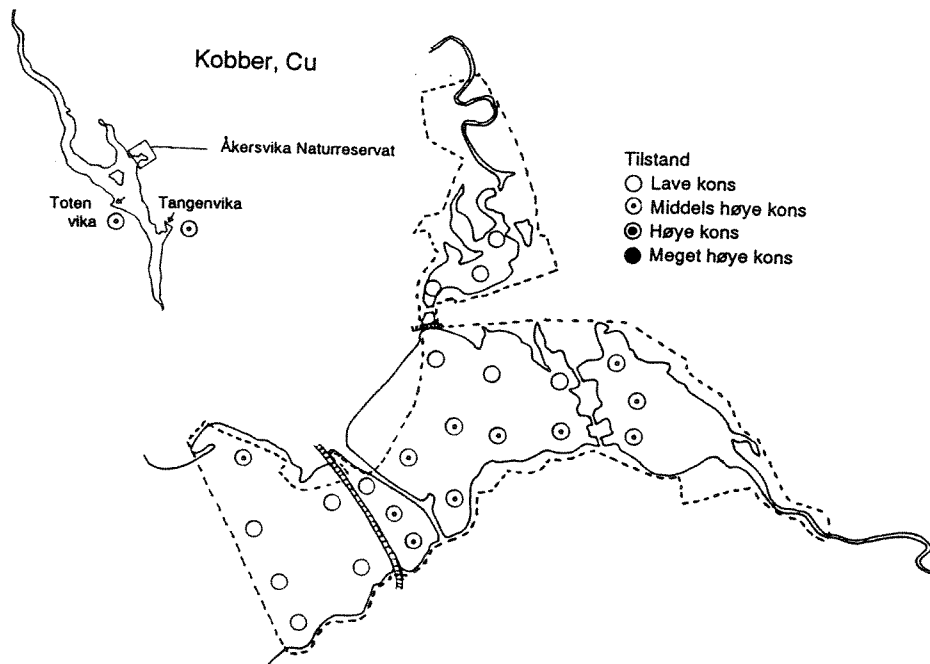 Kobber, Cu
Åkersvika Naturreservat
Toten
vika
Tangenvika
Tilstand
Lave kons
Middels høye kons
Høye kons
Meget høye kons